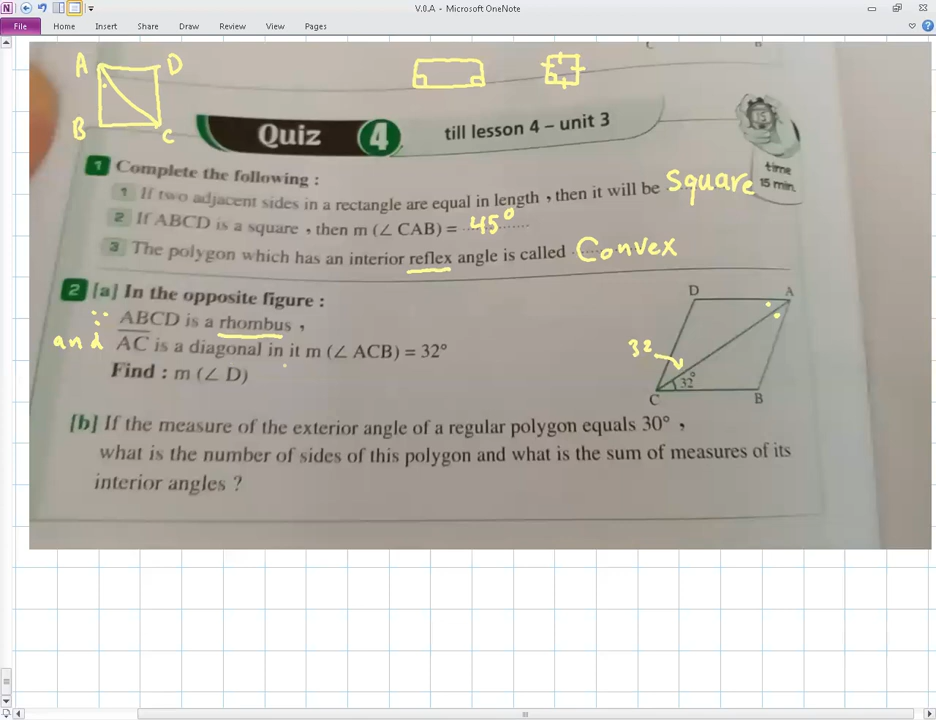 V.0.A - Microsoft OneNote
File Home Insert Share Draw Review View Pages
C B
A D
B C
Quiz 4 till lesson 4 – unit 3
15
time
15 min.
1 Complete the following :
1 If two adjacent sides in a rectangle are equal in length , then it will be Square
2 If ABCD is a square , then m (∠ CAB) = 45°
3 The polygon which has an interior reflex angle is called Convex
2 [a] In the opposite figure :
∵ ABCD is a rhombus ,
and AC is a diagonal in it m (∠ ACB) = 32°
Find : m (∠ D)
D A
32
32°
C B
[b] If the measure of the exterior angle of a regular polygon equals 30° ,
what is the number of sides of this polygon and what is the sum of measures of its
interior angles ?